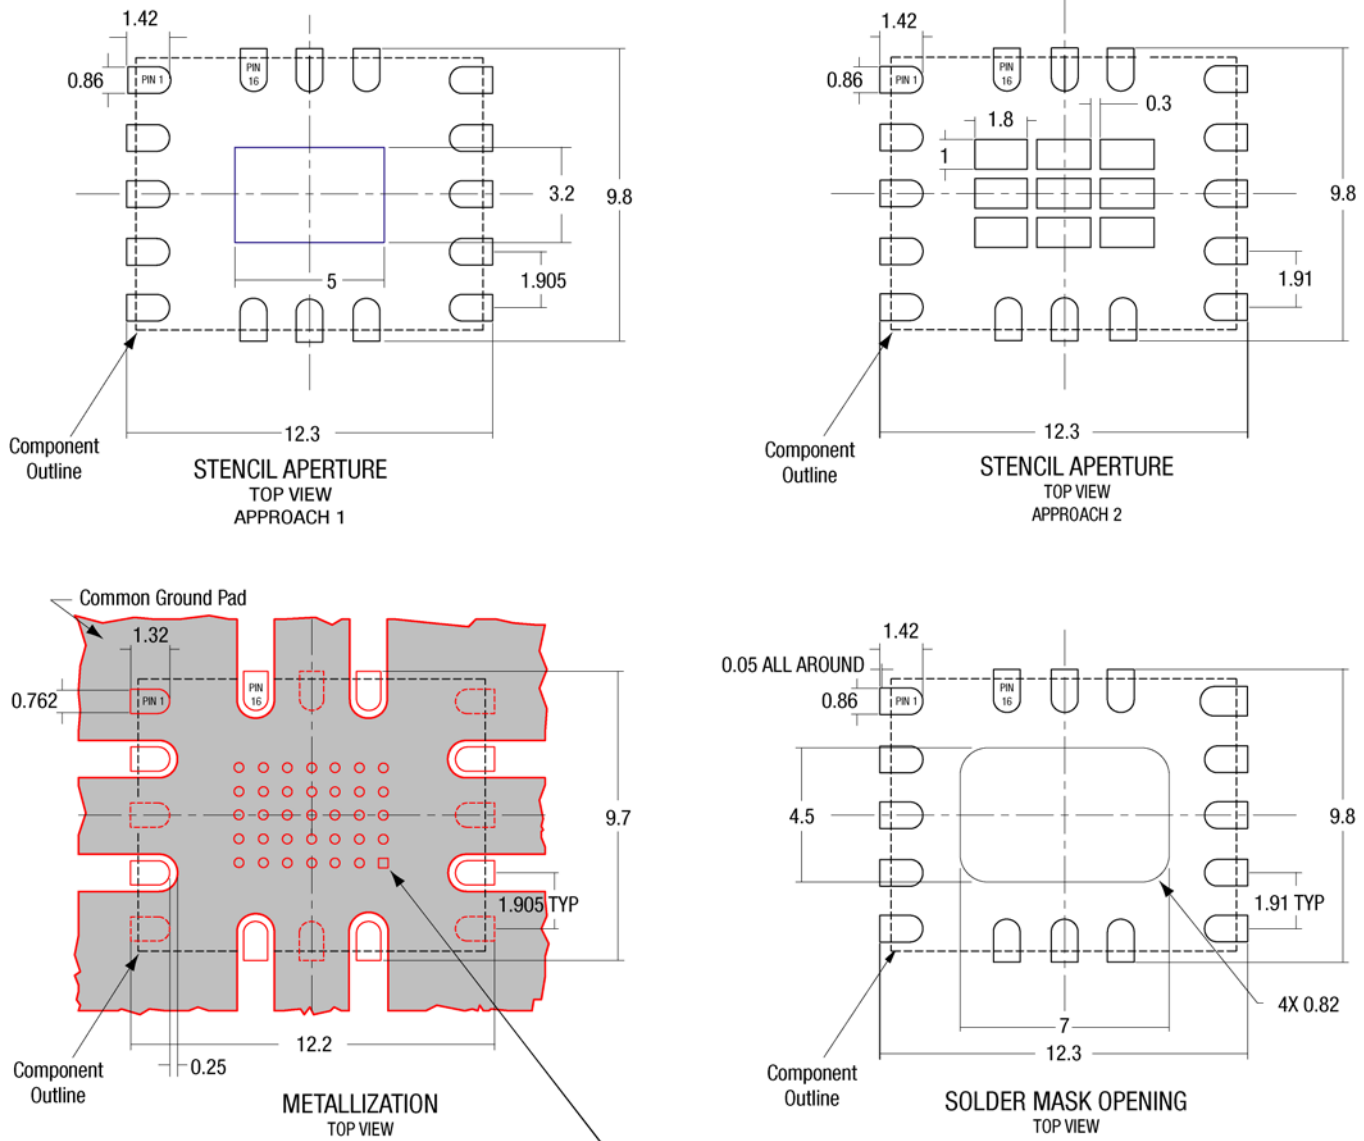 1.42
0.86
PIN 1
PIN
16
3.2
9.8
5
1.905
12.3
Component
Outline
STENCIL APERTURE
TOP VIEW
APPROACH 1
1.42
0.86
PIN 1
PIN
16
0.3
1.8
1
9.8
1.91
12.3
Component
Outline
STENCIL APERTURE
TOP VIEW
APPROACH 2
Common Ground Pad
1.32
0.762
PIN 1
PIN
16
9.7
1.905 TYP
12.2
0.25
Component
Outline
METALLIZATION
TOP VIEW
1.42
0.05 ALL AROUND
0.86
PIN 1
PIN
16
4.5
9.8
1.91 TYP
4X 0.82
7
12.3
Component
Outline
SOLDER MASK OPENING
TOP VIEW